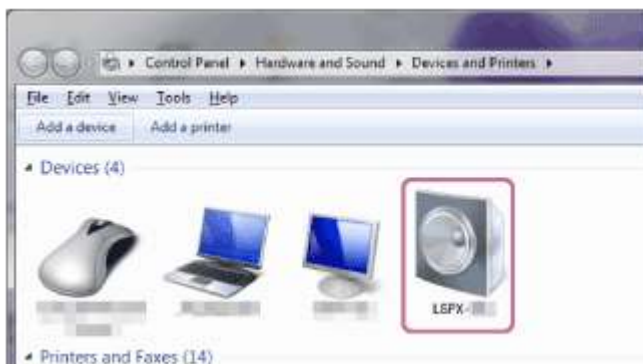 Control Panel ▸ Hardware and Sound ▸ Devices and Printers ▸
File Edit View Tools Help
Add a device Add a printer
Devices (4)
LSPX-
Printers and Faxes (14)